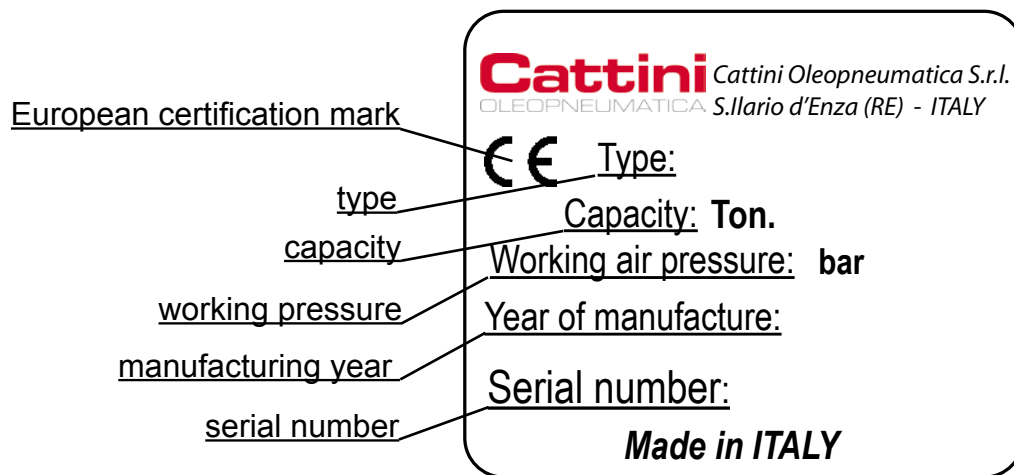 Cattini Cattini Oleopneumatica S.r.l.
OLEOPNEUMATICA S.Ilario d'Enza (RE) - ITALY
European certification mark
CE Type:
type
Capacity: Ton.
capacity
Working air pressure: bar
working pressure
Year of manufacture:
manufacturing year
Serial number:
serial number
Made in ITALY